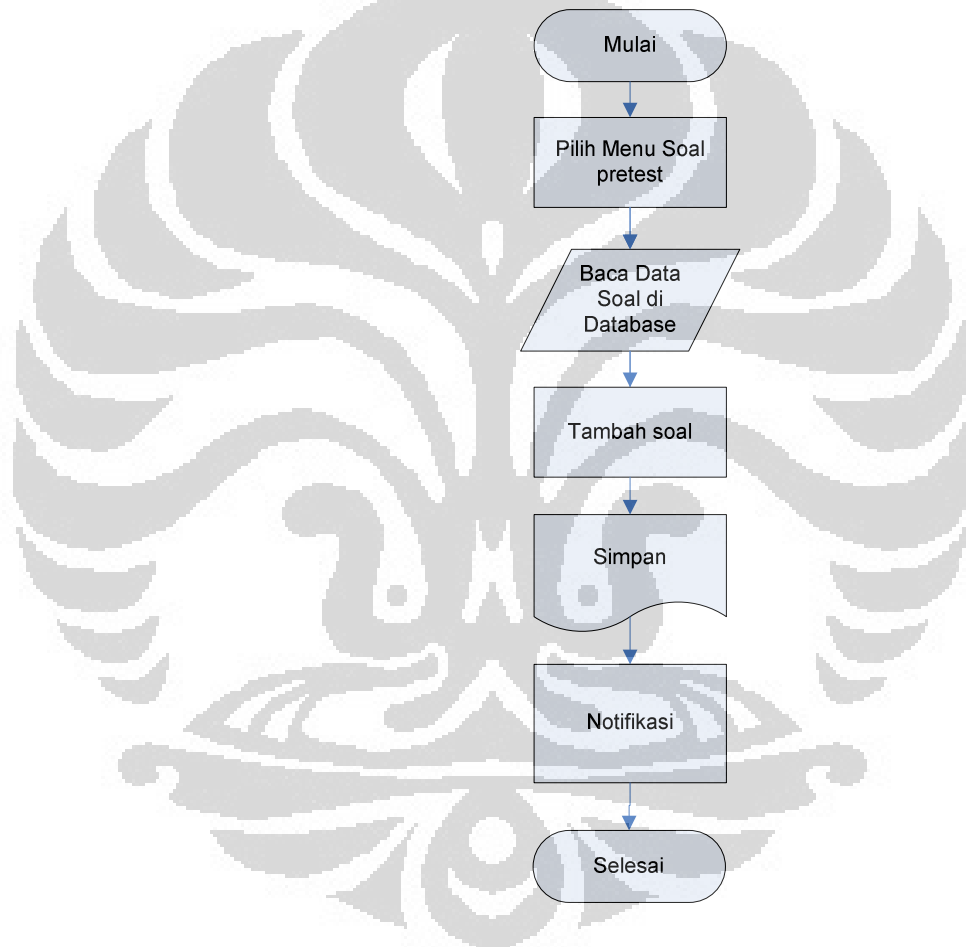 Mulai
Pilih Menu Soal
pretest
Baca Data
Soal di
Database
Tambah soal
Simpan
Notifikasi
Selesai